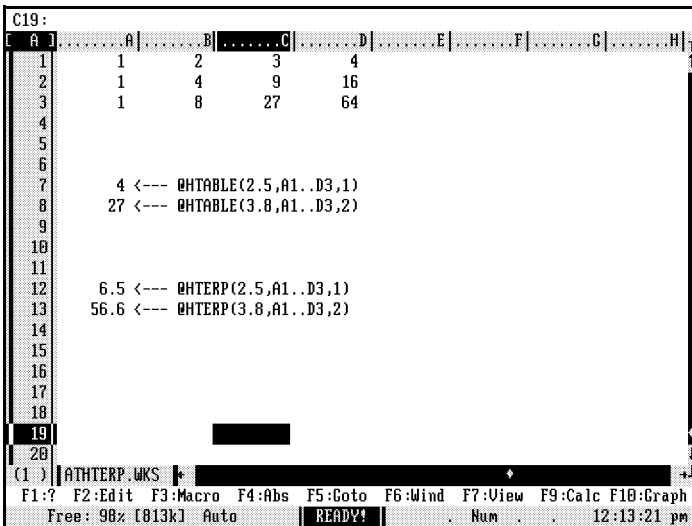 C19:
[ A ]........A|........B|........C|........D|........E|........F|........G|........H|
1 1 2 3 4
2 1 4 9 16
3 1 8 27 64
4
5
6
7 4 <--- @HTABLE(2.5,A1..D3,1)
8 27 <--- @HTABLE(3.8,A1..D3,2)
9
10
11
12 6.5 <--- @HTERP(2.5,A1..D3,1)
13 56.6 <--- @HTERP(3.8,A1..D3,2)
14
15
16
17
18
19
20
(1 ) ATHTERP.WKS
F1:? F2:Edit F3:Macro F4:Abs F5:Goto F6:Wind F7:View F9:Calc F10:Graph
Free: 98% [813k] Auto READY! . Num . . 12:13:21 pm